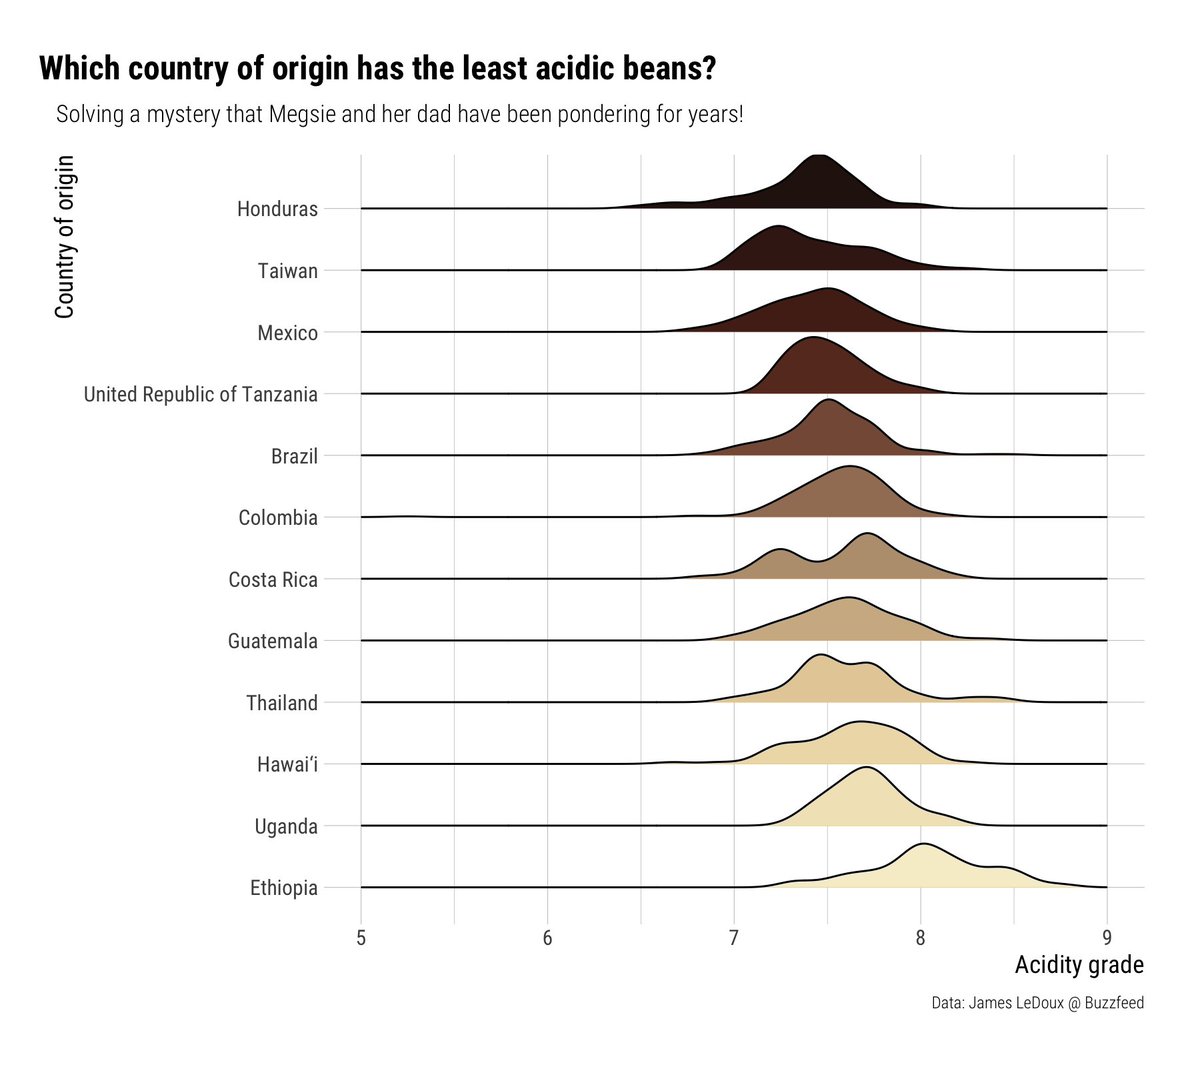 Which country of origin has the least acidic beans?
Solving a mystery that Megsie and her dad have been pondering for years!
Country of origin
Honduras
Taiwan
Mexico
United Republic of Tanzania
Brazil
Colombia
Costa Rica
Guatemala
Thailand
Hawaiʻi
Uganda
Ethiopia
5 6 7 8 9
Acidity grade
Data: James LeDoux @ Buzzfeed